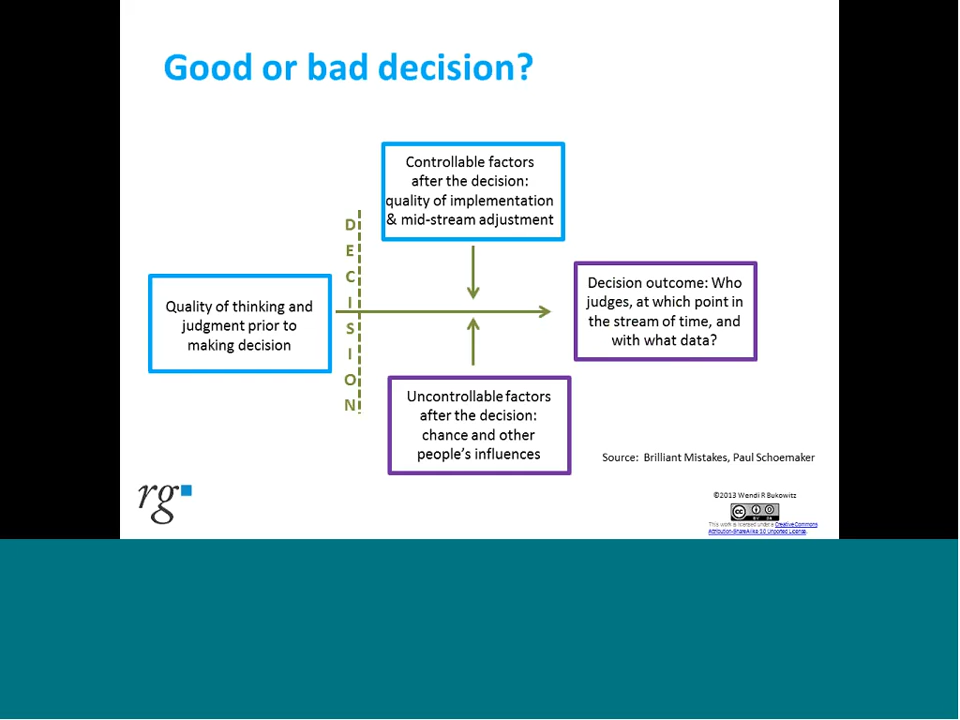 Good or bad decision?
Controllable factors
after the decision:
quality of implementation
& mid-stream adjustment
D
E
C
I
S
I
O
N
Quality of thinking and
judgment prior to
making decision
Decision outcome: Who
judges, at which point in
the stream of time, and
with what data?
Uncontrollable factors
after the decision:
chance and other
people's influences
Source: Brilliant Mistakes, Paul Schoemaker
rg
©2013 Wendi R Bukowitz
cc
BY SA
This work is licensed under a Creative Commons
Attribution-ShareAlike 3.0 Unported License.